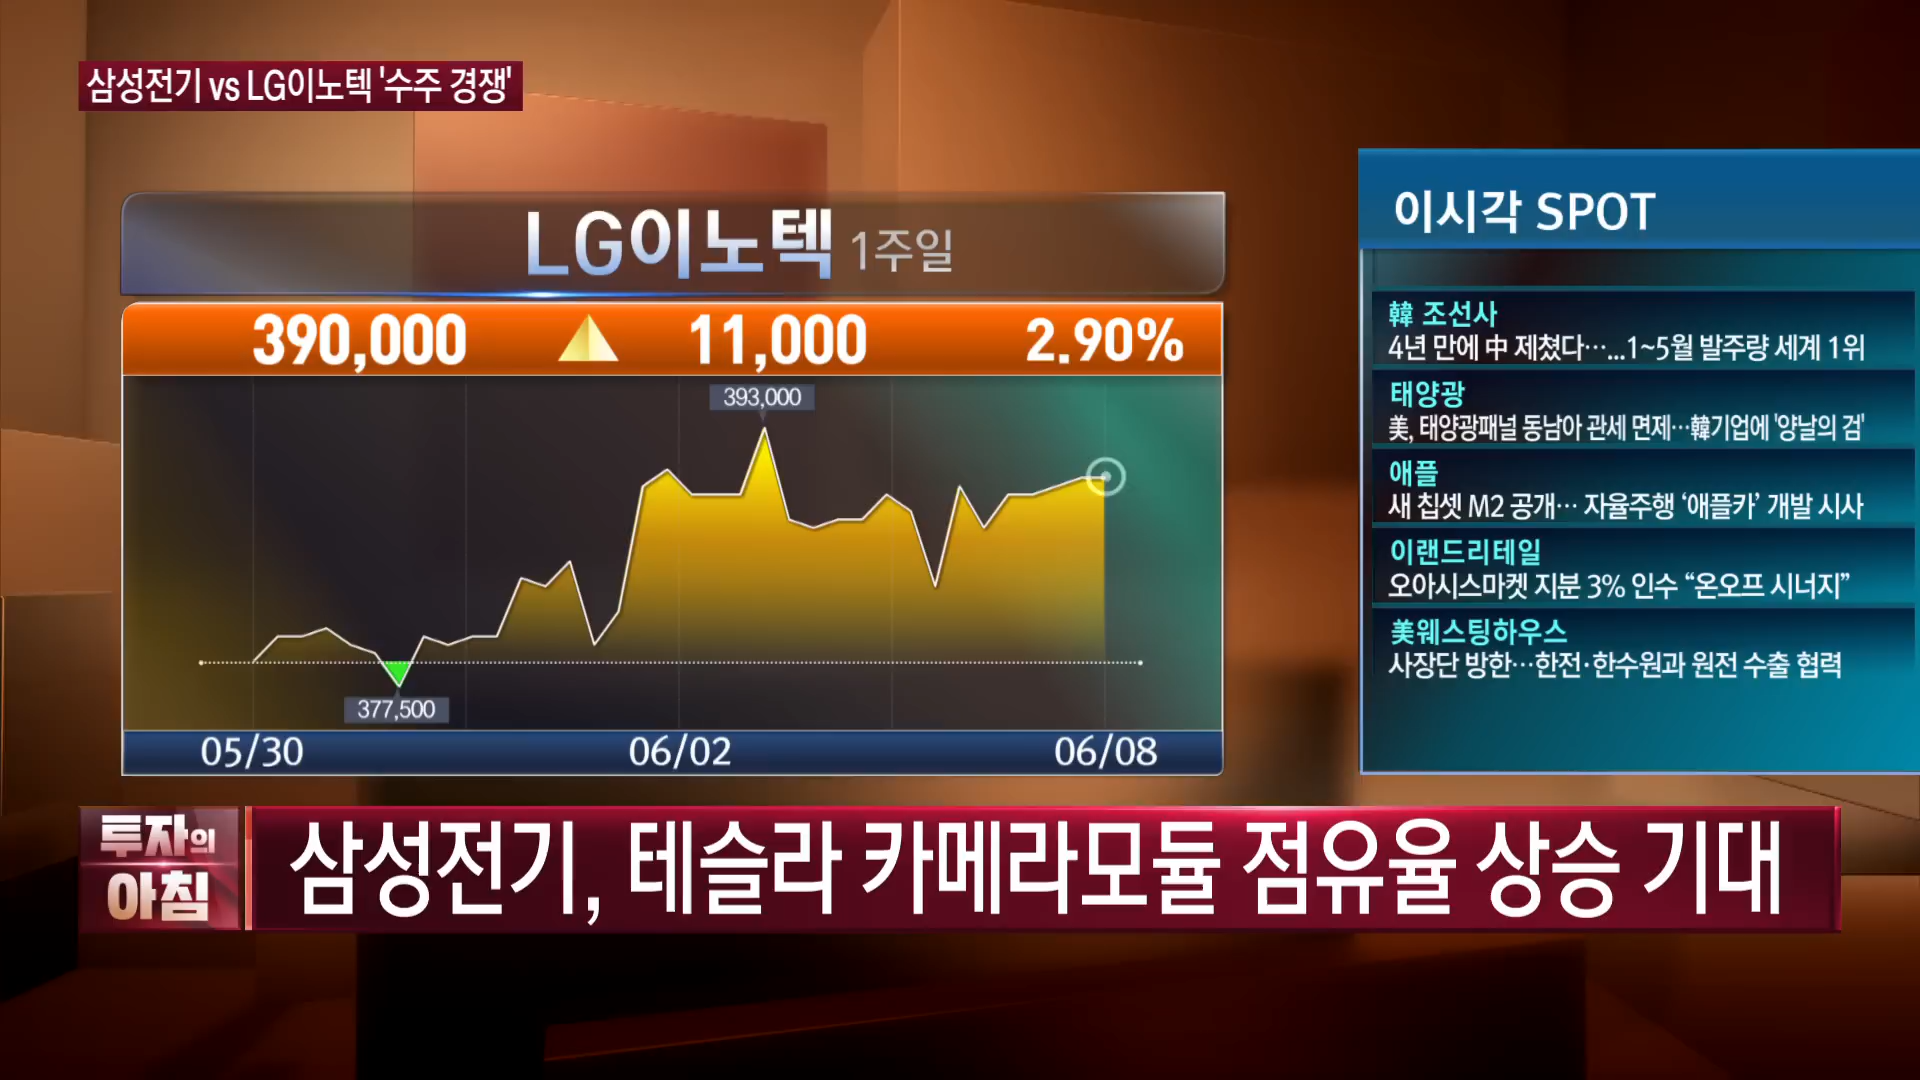 삼성전기 vs LG이노텍 '수주 경쟁'
LG이노텍 1주일
390,000 11,000 2.90%
393,000
377,500
05/30 06/02 06/08
이시각 SPOT
韓 조선사
4년 만에 中 제쳤다…...1~5월 발주량 세계 1위
태양광
美, 태양광패널 동남아 관세 면제…韓기업에 '양날의 검'
애플
새 칩셋 M2 공개… 자율주행 ‘애플카’ 개발 시사
이랜드리테일
오아시스마켓 지분 3% 인수 “온오프 시너지”
美웨스팅하우스
사장단 방한…한전·한수원과 원전 수출 협력
투자의
아침
삼성전기, 테슬라 카메라모듈 점유율 상승 기대